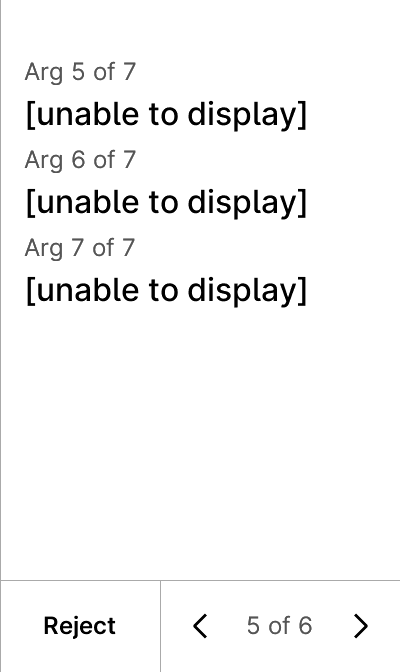 Arg 5 of 7
[unable to display]
Arg 6 of 7
[unable to display]
Arg 7 of 7
[unable to display]
Reject
5 of 6